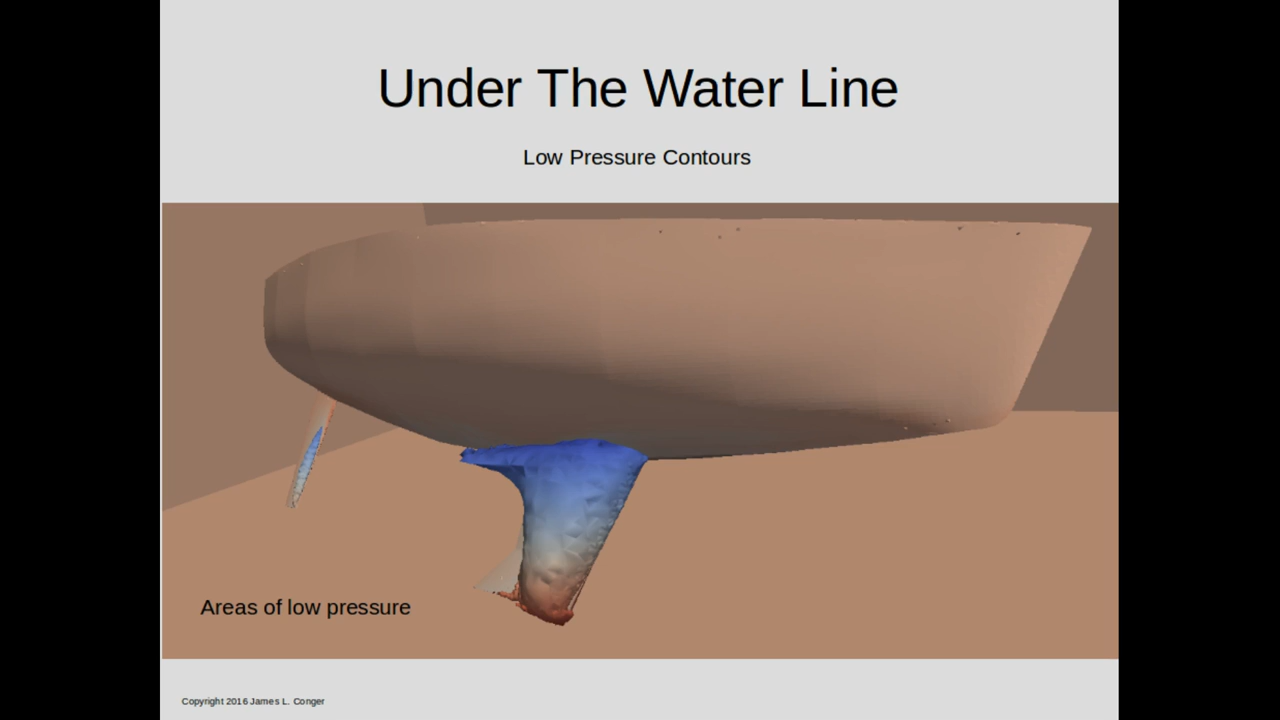 Under The Water Line
Low Pressure Contours
Areas of low pressure
Copyright 2016 James L. Conger